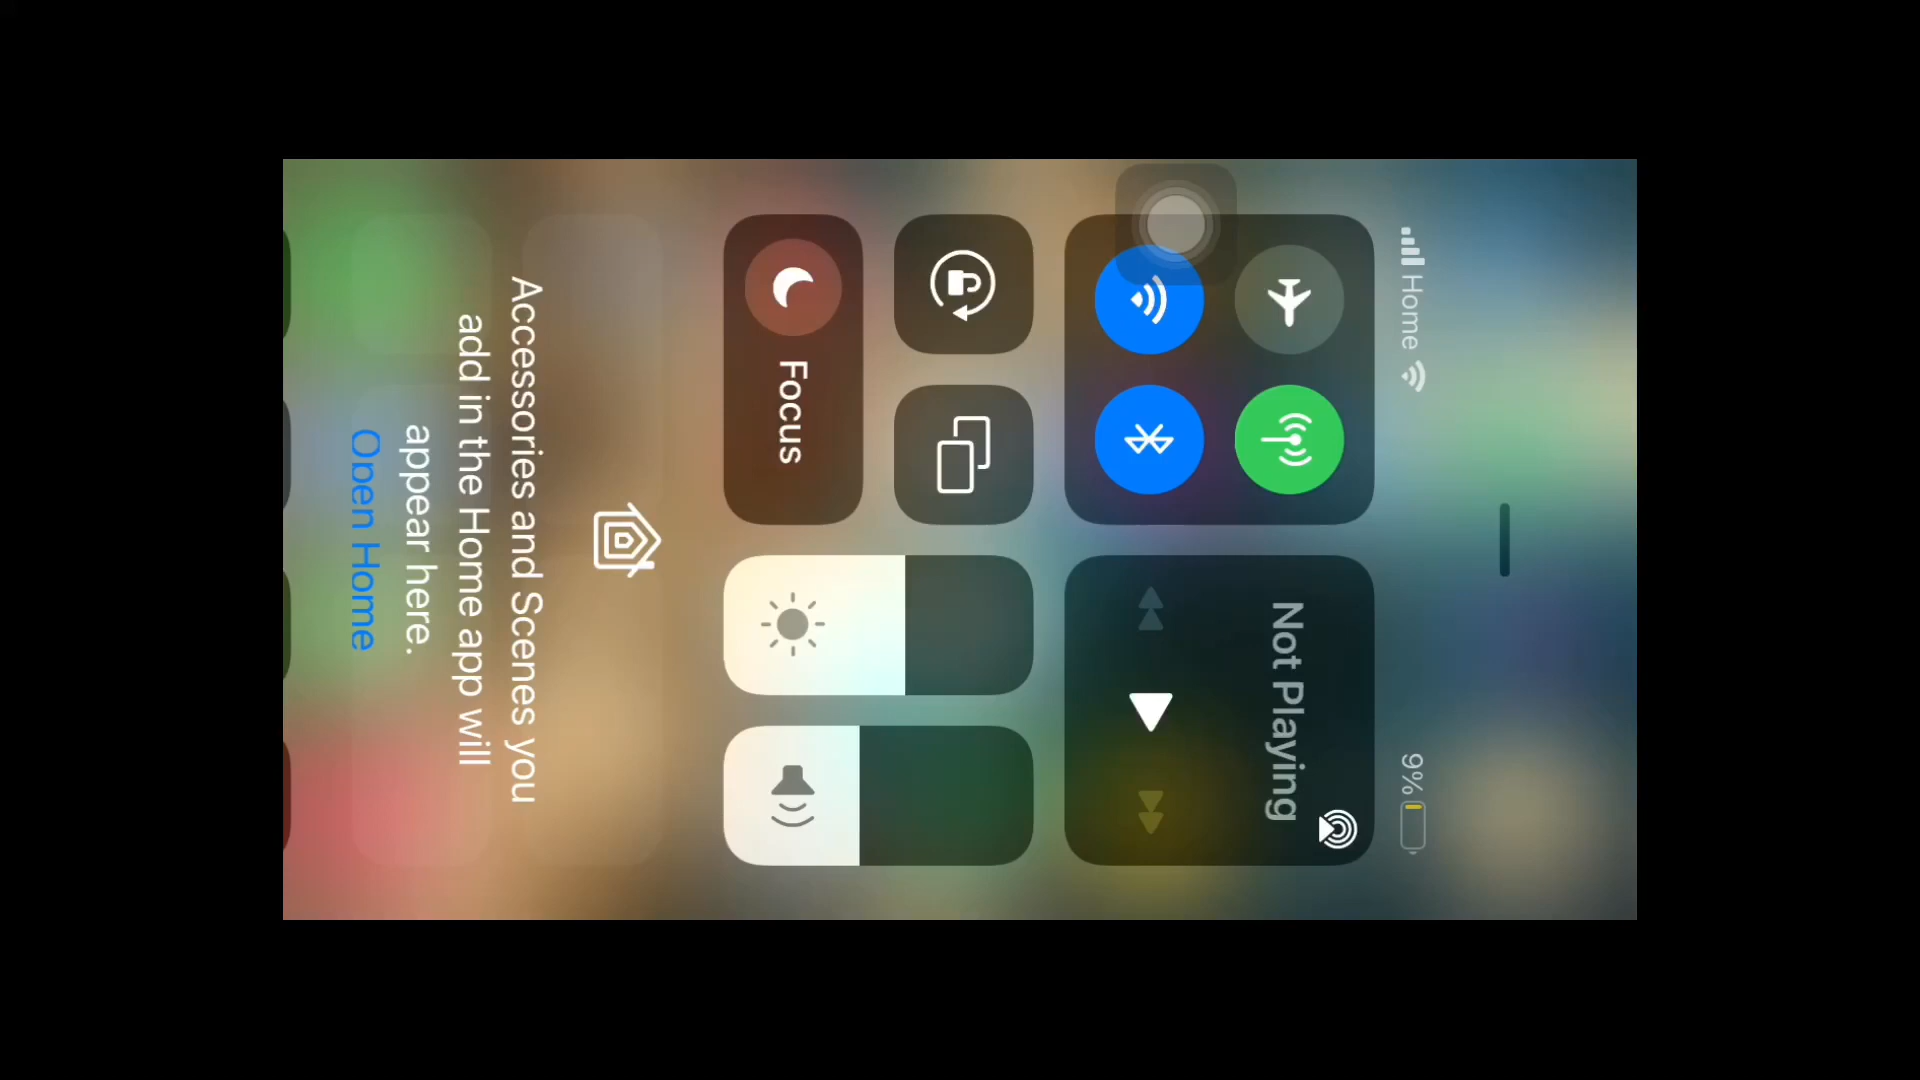 Home
9%
Not Playing
Focus
Accessories and Scenes you
add in the Home app will
appear here.
Open Home